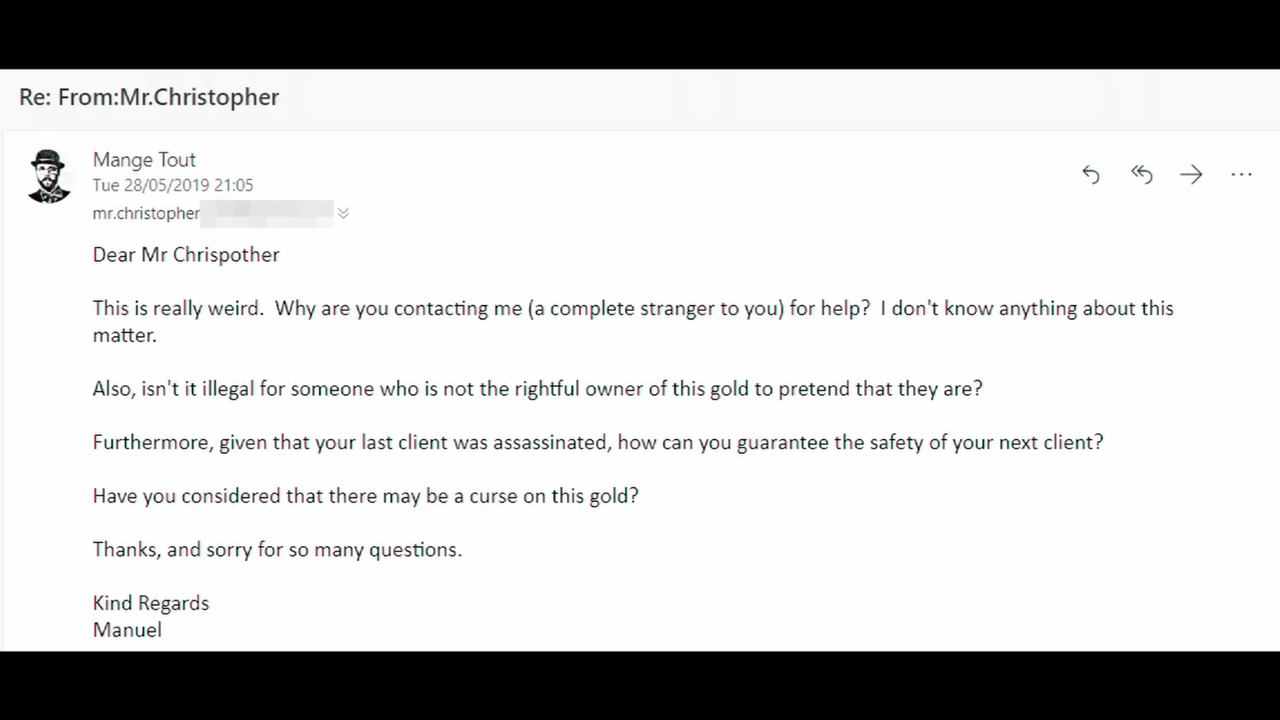 Re: From:Mr.Christopher
Mange Tout
Tue 28/05/2019 21:05
mr.christopher
Dear Mr Chrispother
This is really weird.  Why are you contacting me (a complete stranger to you) for help?  I don't know anything about this
matter.
Also, isn't it illegal for someone who is not the rightful owner of this gold to pretend that they are?
Furthermore, given that your last client was assassinated, how can you guarantee the safety of your next client?
Have you considered that there may be a curse on this gold?
Thanks, and sorry for so many questions.
Kind Regards
Manuel